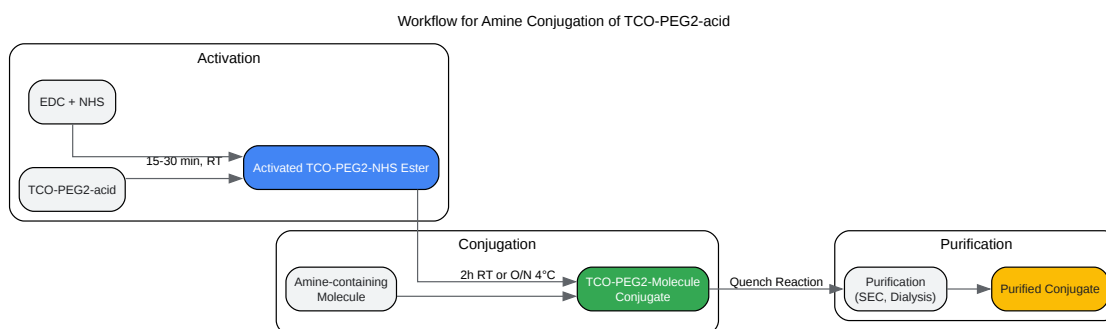 Workflow for Amine Conjugation of TCO-PEG2-acid
Activation
EDC + NHS
15-30 min, RT
Activated TCO-PEG2-NHS Ester
TCO-PEG2-acid
Conjugation
Purification
2h RT or O/N 4°C
Amine-containing
Molecule
TCO-PEG2-Molecule
Conjugate
Quench Reaction
Purification
(SEC, Dialysis)
Purified Conjugate